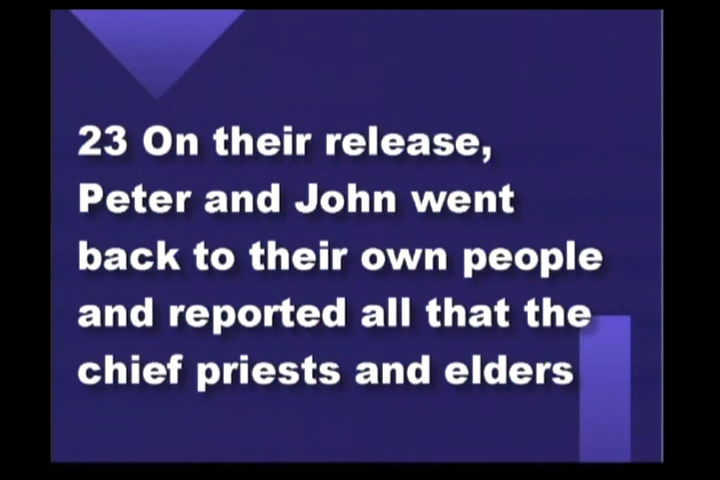 23 On their release,
Peter and John went
back to their own people
and reported all that the
chief priests and elders